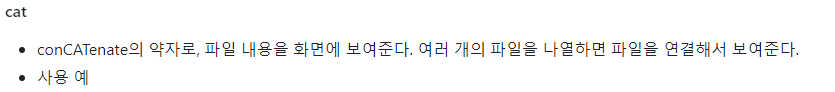 cat
conCATenate의 약자로, 파일 내용을 화면에 보여준다. 여러 개의 파일을 나열하면 파일을 연결해서 보여준다.
사용 예